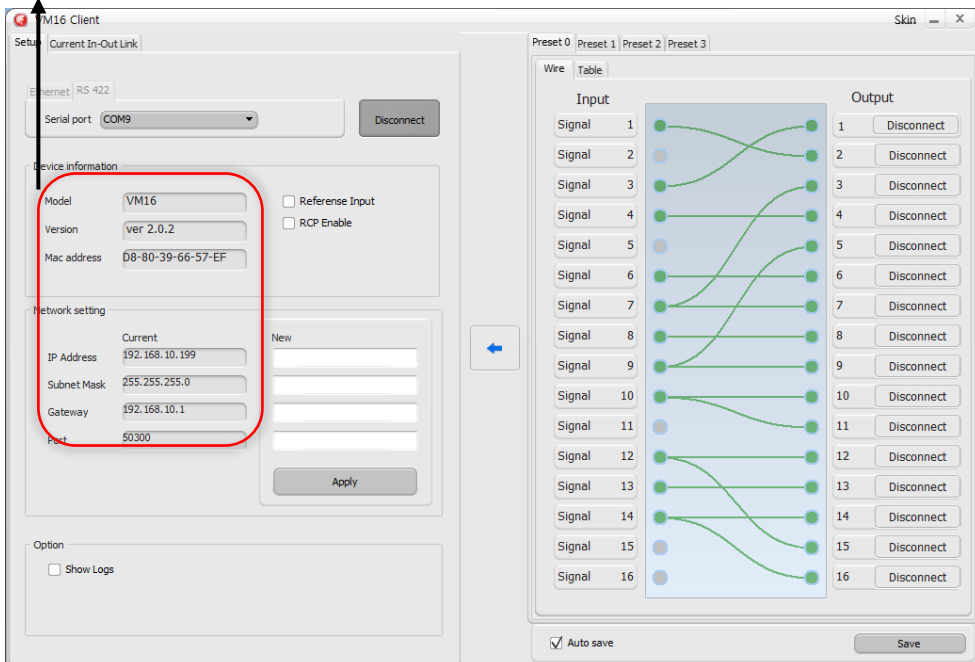 VM16 Client
Skin
Setup Current In-Out Link
Ethernet RS 422
Serial port COM9 Disconnect
Device information
Model VM16
Version ver 2.0.2
Mac address D8-80-39-66-57-EF
Referense Input
RCP Enable
Network setting
Current New
IP Address 192.168.10.199
Subnet Mask 255.255.255.0
Gateway 192.168.10.1
Port 50300
Apply
Option
Show Logs
Preset 0 Preset 1 Preset 2 Preset 3
Wire Table
Input Output
Signal 1 1 Disconnect
Signal 2 2 Disconnect
Signal 3 3 Disconnect
Signal 4 4 Disconnect
Signal 5 5 Disconnect
Signal 6 6 Disconnect
Signal 7 7 Disconnect
Signal 8 8 Disconnect
Signal 9 9 Disconnect
Signal 10 10 Disconnect
Signal 11 11 Disconnect
Signal 12 12 Disconnect
Signal 13 13 Disconnect
Signal 14 14 Disconnect
Signal 15 15 Disconnect
Signal 16 16 Disconnect
Auto save Save